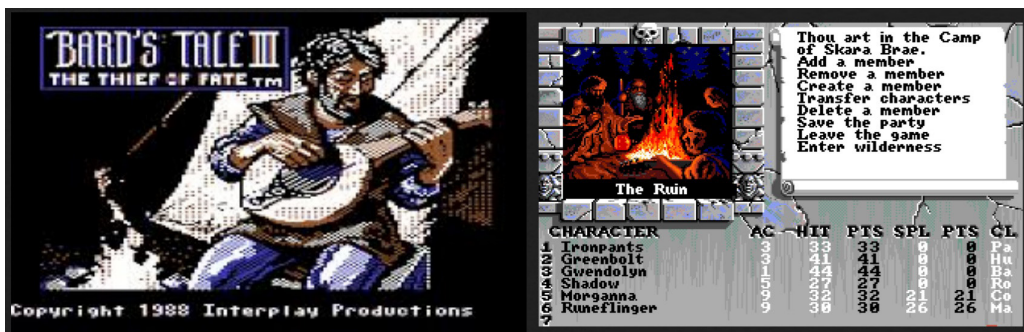 BARD'S TALE III
THE THIEF OF FATE™
Copyright 1988 Interplay Productions
The Ruin
Thou art in the Camp
of Skara Brae.
Add a member
Remove a member
Create a member
Transfer characters
Delete a member
Save the party
Leave the game
Enter wilderness
CHARACTER AC HIT PTS SPL PTS CL
1 Ironpants 3 33 33 0 0 Pa
2 Greenbolt 3 41 41 0 0 Hu
3 Gwendolyn 1 44 44 0 0 Ba
4 Shadow 5 27 27 0 0 Ro
5 Morganna 9 32 32 21 21 Co
6 Runeflinger 9 30 30 26 26 Ma
7